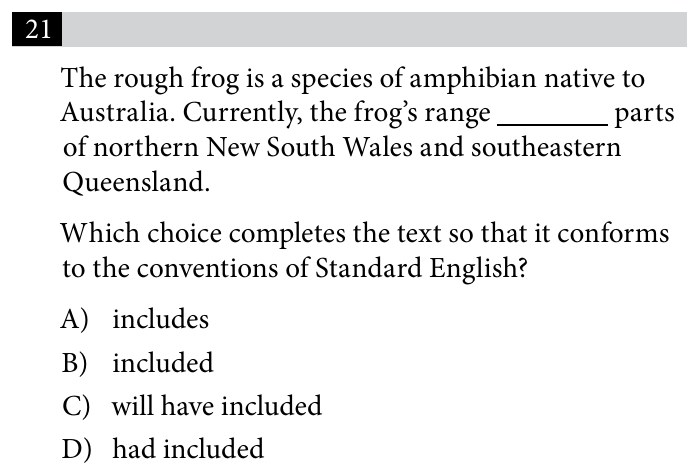 21
The rough frog is a species of amphibian native to
Australia. Currently, the frog’s range ________ parts
of northern New South Wales and southeastern
Queensland.
Which choice completes the text so that it conforms
to the conventions of Standard English?
A) includes
B) included
C) will have included
D) had included